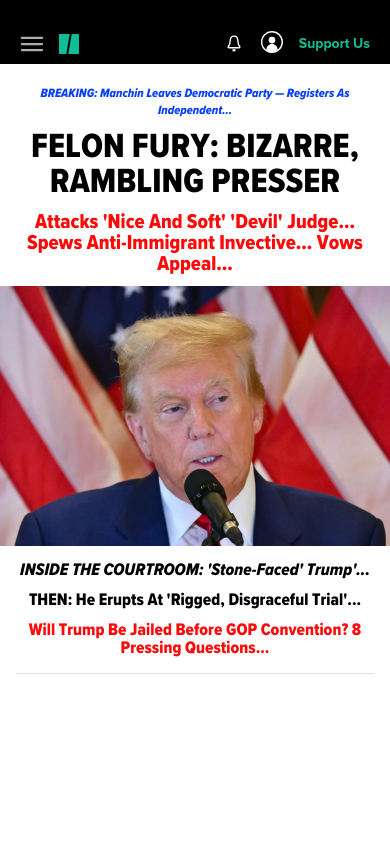 Support Us
BREAKING: Manchin Leaves Democratic Party — Registers As
Independent...
FELON FURY: BIZARRE,
RAMBLING PRESSER
Attacks 'Nice And Soft' 'Devil' Judge...
Spews Anti-Immigrant Invective... Vows
Appeal...
INSIDE THE COURTROOM: 'Stone-Faced' Trump'...
THEN: He Erupts At 'Rigged, Disgraceful Trial'...
Will Trump Be Jailed Before GOP Convention? 8
Pressing Questions...